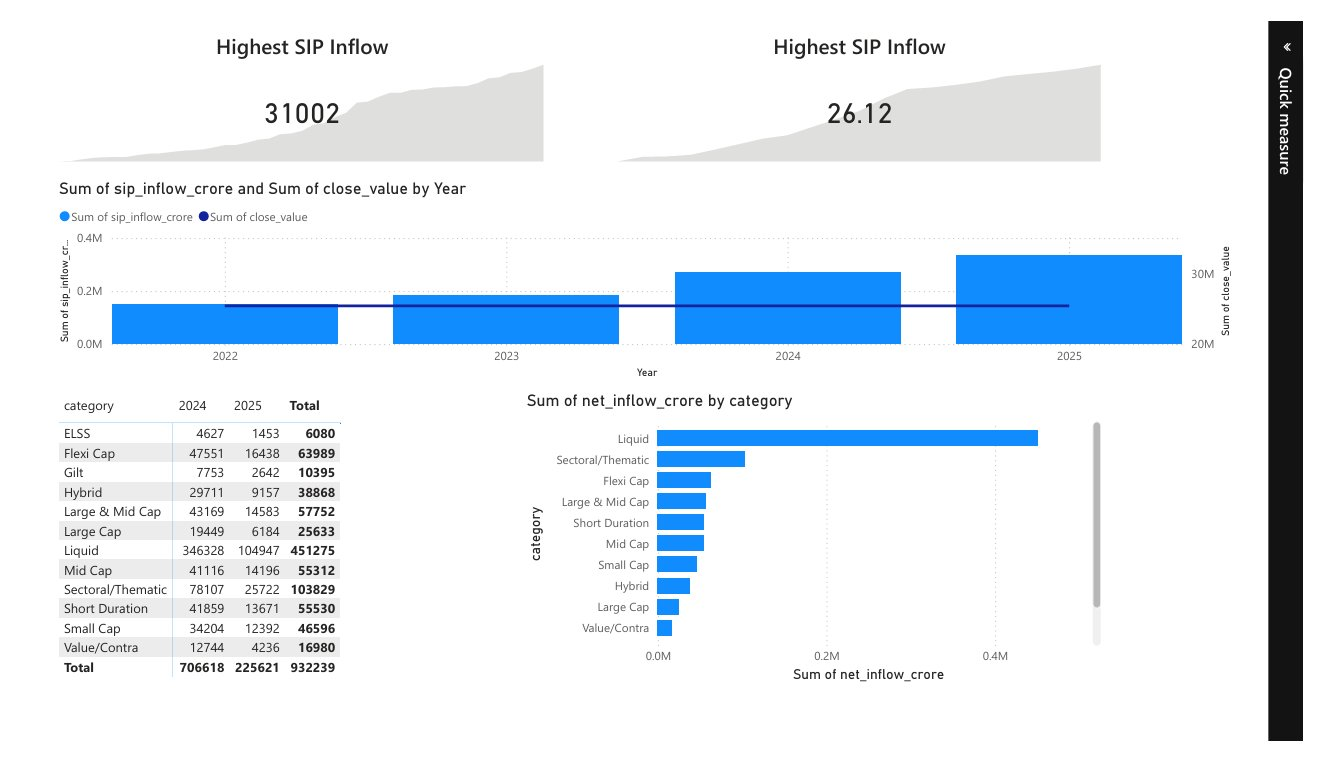 Highest SIP Inflow
31002
Highest SIP Inflow
26.12
« Quick measure
Sum of sip_inflow_crore and Sum of close_value by Year
Sum of sip_inflow_crore Sum of close_value
Sum of sip_inflow_cr...
0.4M
0.2M
0.0M
30M
20M
Sum of close_value
2022 2023 2024 2025
Year
category 2024 2025 Total
ELSS 4627 1453 6080
Flexi Cap 47551 16438 63989
Gilt 7753 2642 10395
Hybrid 29711 9157 38868
Large & Mid Cap 43169 14583 57752
Large Cap 19449 6184 25633
Liquid 346328 104947 451275
Mid Cap 41116 14196 55312
Sectoral/Thematic 78107 25722 103829
Short Duration 41859 13671 55530
Small Cap 34204 12392 46596
Value/Contra 12744 4236 16980
Total 706618 225621 932239
Sum of net_inflow_crore by category
category
Liquid
Sectoral/Thematic
Flexi Cap
Large & Mid Cap
Short Duration
Mid Cap
Small Cap
Hybrid
Large Cap
Value/Contra
0.0M 0.2M 0.4M
Sum of net_inflow_crore